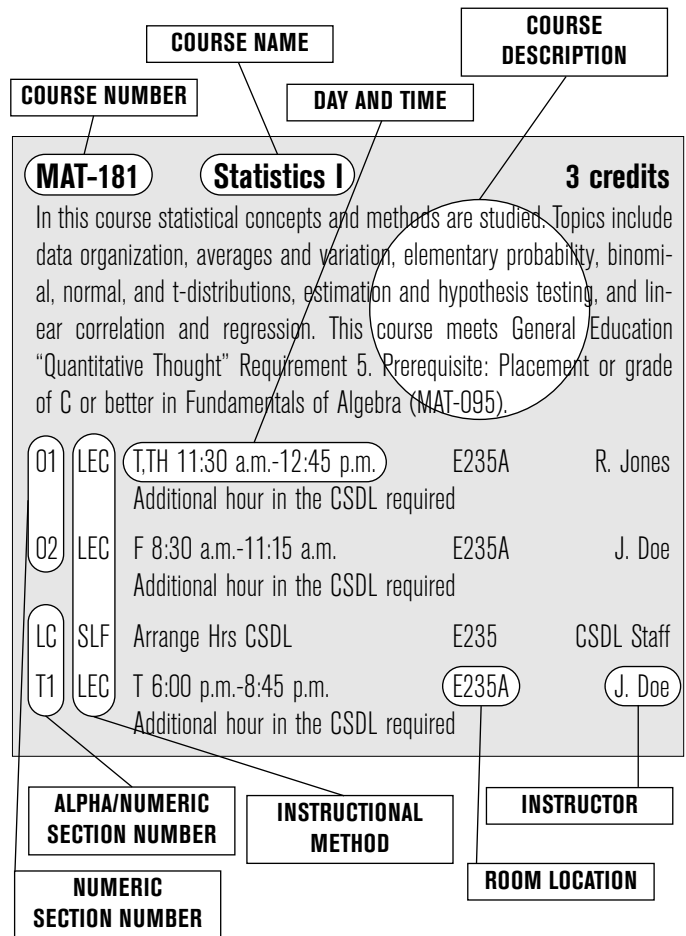 COURSE
DESCRIPTION
COURSE NAME
COURSE NUMBER
DAY AND TIME
MAT-181 Statistics I 3 credits
In this course statistical concepts and methods are studied. Topics include
data organization, averages and variation, elementary probability, binomi-
al, normal, and t-distributions, estimation and hypothesis testing, and lin-
ear correlation and regression. This course meets General Education
“Quantitative Thought” Requirement 5. Prerequisite: Placement or grade
of C or better in Fundamentals of Algebra (MAT-095).
01 LEC T,TH 11:30 a.m.-12:45 p.m. E235A R. Jones
Additional hour in the CSDL required
02 LEC F 8:30 a.m.-11:15 a.m. E235A J. Doe
Additional hour in the CSDL required
LC SLF Arrange Hrs CSDL E235 CSDL Staff
T1 LEC T 6:00 p.m.-8:45 p.m. E235A J. Doe
Additional hour in the CSDL required
ALPHA/NUMERIC
SECTION NUMBER
INSTRUCTIONAL
METHOD
INSTRUCTOR
ROOM LOCATION
NUMERIC
SECTION NUMBER